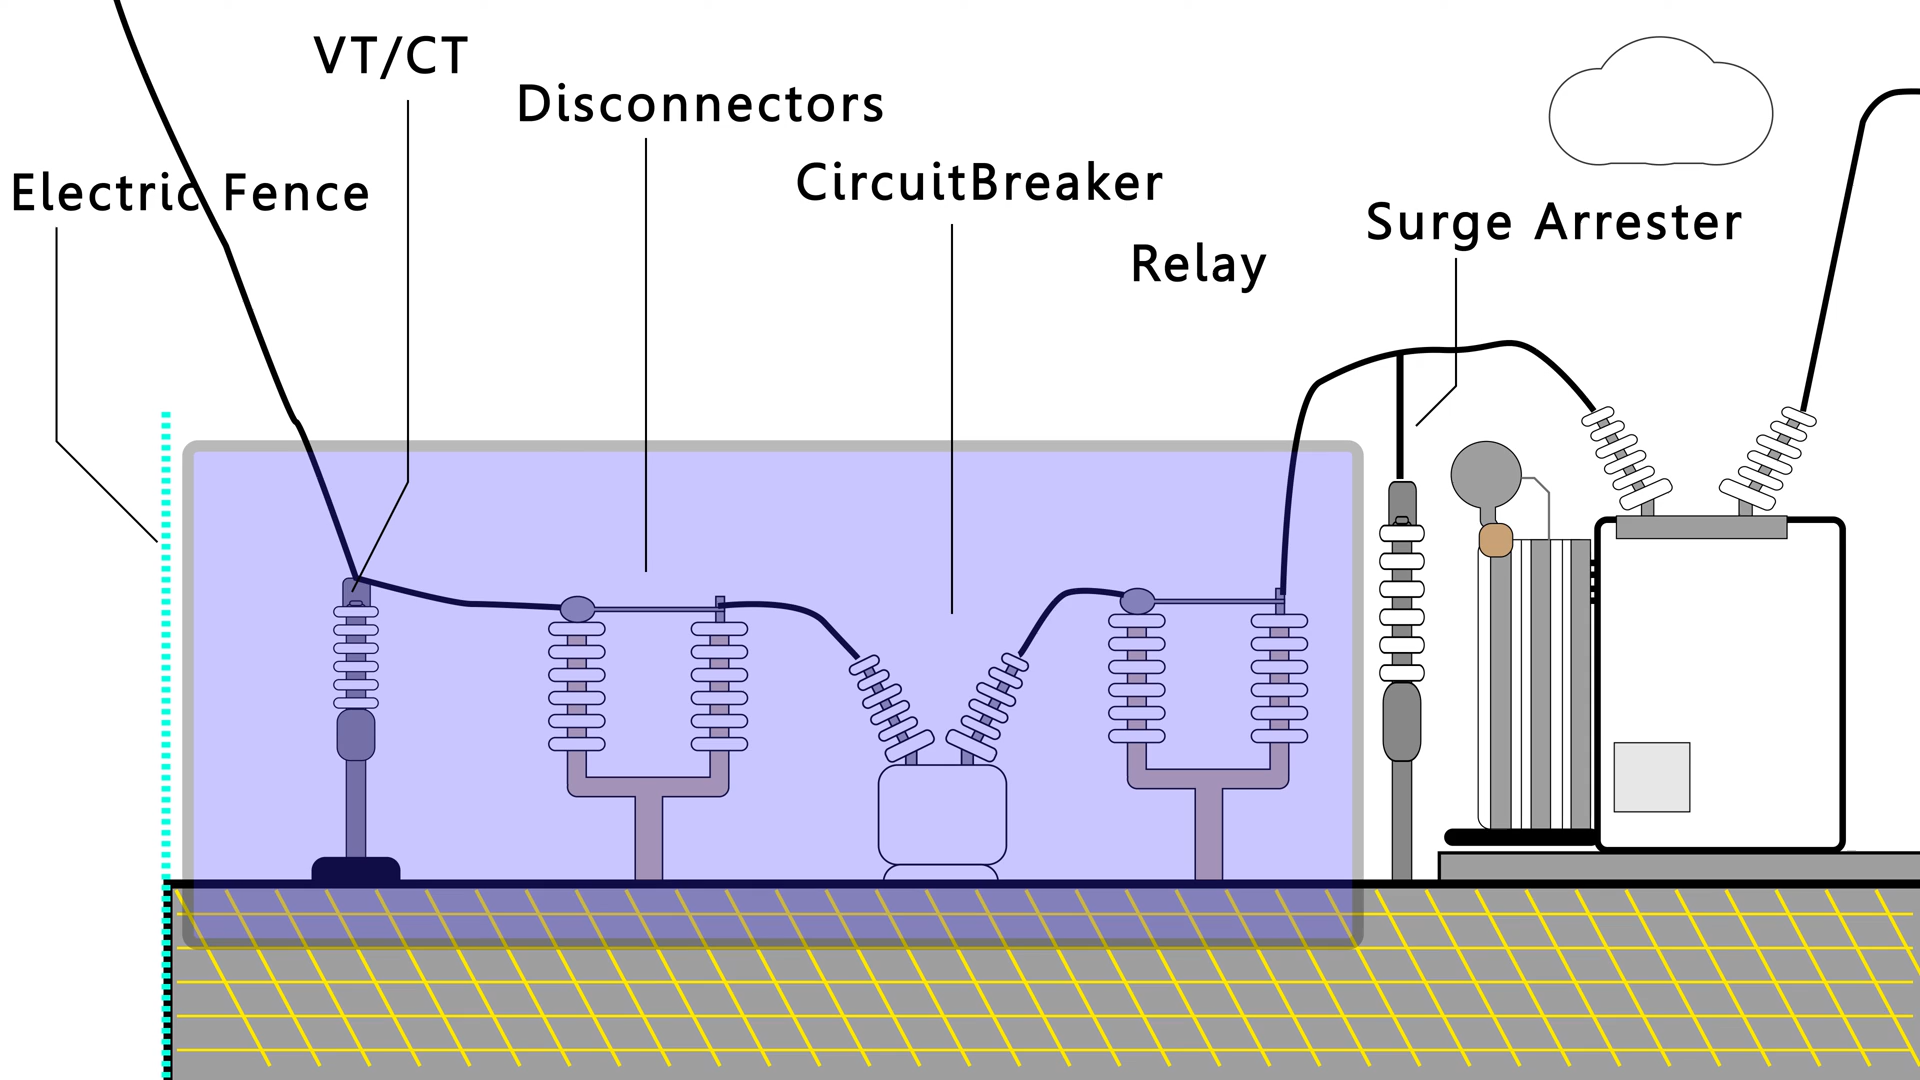 VT/CT
Disconnectors
Electric Fence
CircuitBreaker
Relay
Surge Arrester